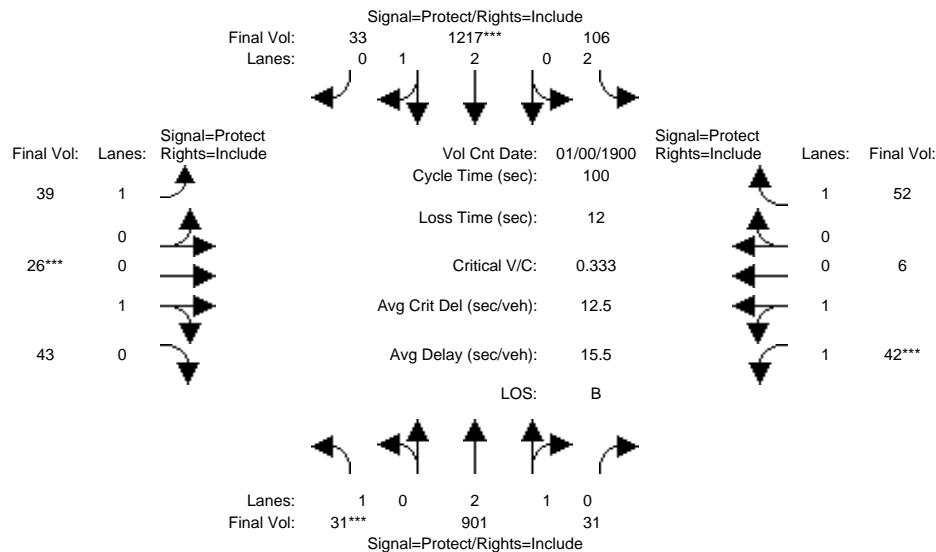 Signal=Protect/Rights=Include
Final Vol: 33 1217*** 106
Lanes: 0 1 2 0 2
Signal=Protect
Final Vol: Lanes: Rights=Include
Vol Cnt Date: 01/00/1900
Signal=Protect
Rights=Include Lanes: Final Vol:
Cycle Time (sec): 100
39 1
1 52
Loss Time (sec): 12
0
0
26*** 0
Critical V/C: 0.333
0 6
1
Avg Crit Del (sec/veh): 12.5
1
43 0
Avg Delay (sec/veh): 15.5
1 42***
LOS: B
Lanes: 1 0 2 1 0
Final Vol: 31*** 901 31
Signal=Protect/Rights=Include